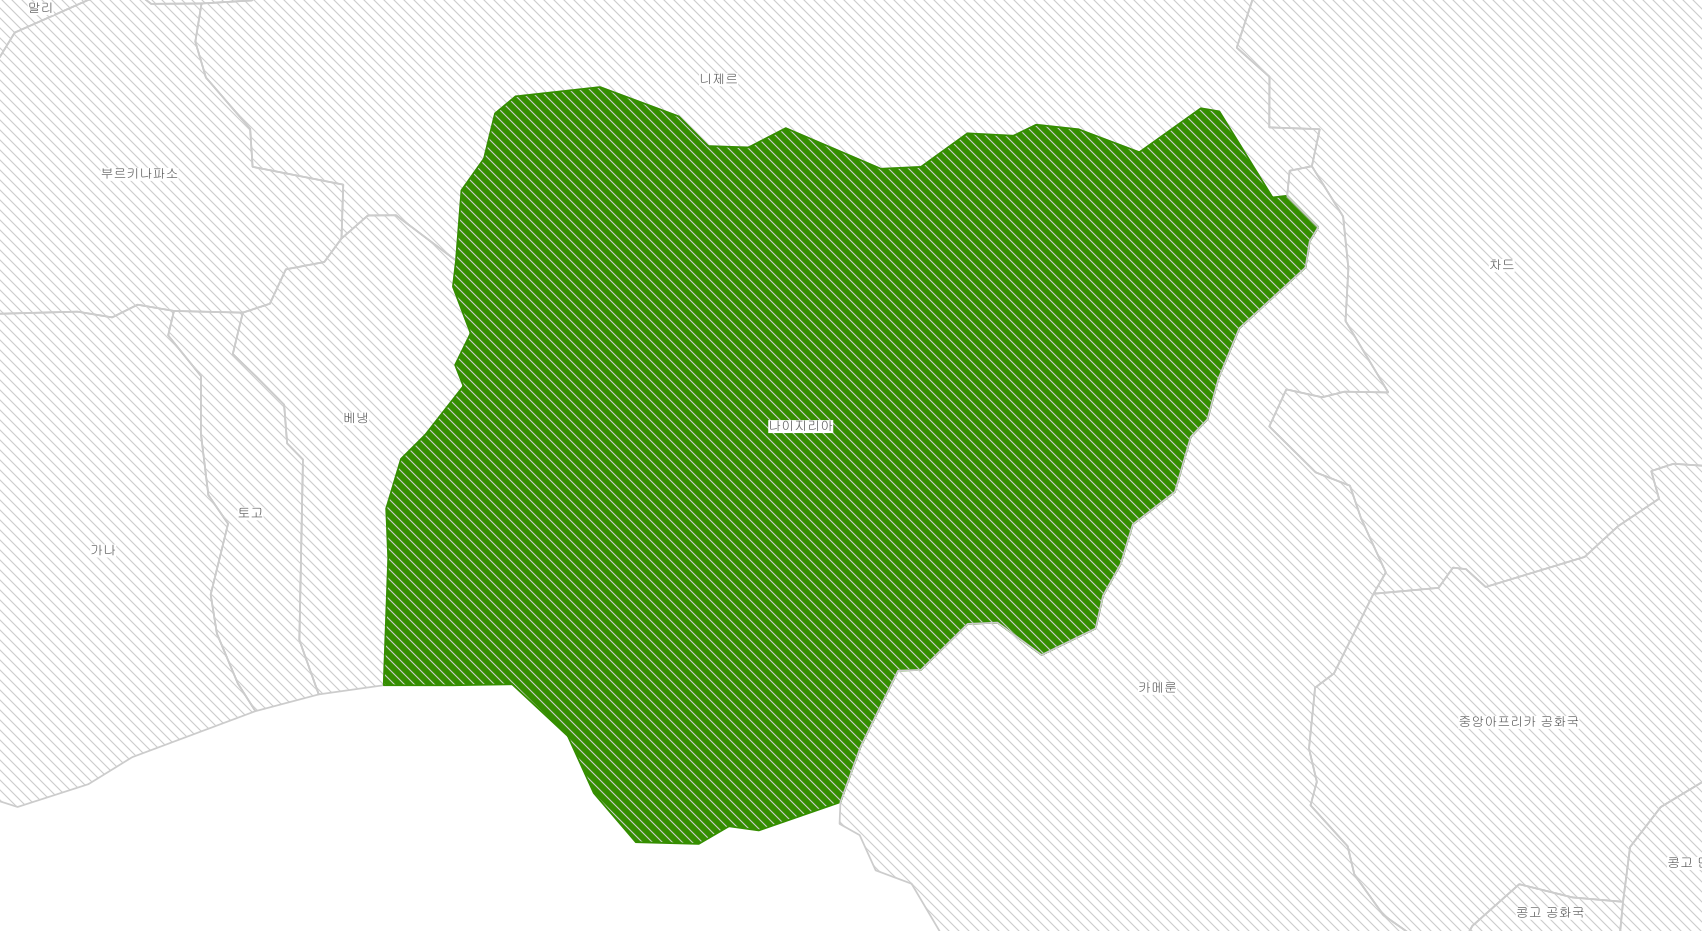 알리
니제르
부르키나파소
차드
베냉
나이지리아
토고
가나
카메룬
중앙아프리카 공화국
콩고
콩고 공화국